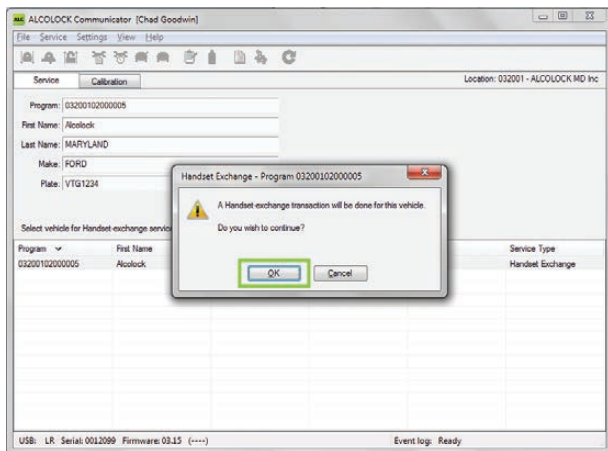 ALC ALCOLOCK Communicator [Chad Goodwin]
File Service Settings View Help
Service Calibration Location: 032001 - ALCOLOCK MD Inc
Program: 03200102000005
First Name: Alcolock
Last Name: MARYLAND
Make: FORD
Plate: VTG1234
Handset Exchange - Program 03200102000005
A Handset exchange transaction will be done for this vehicle.
Do you wish to continue?
OK Cancel
Select vehicle for Handset exchange servic
Program First Name Service Type
03200102000005 Alcolock Handset Exchange
USB: LR Serial: 0012099 Firmware: 03.15 (----) Event log: Ready